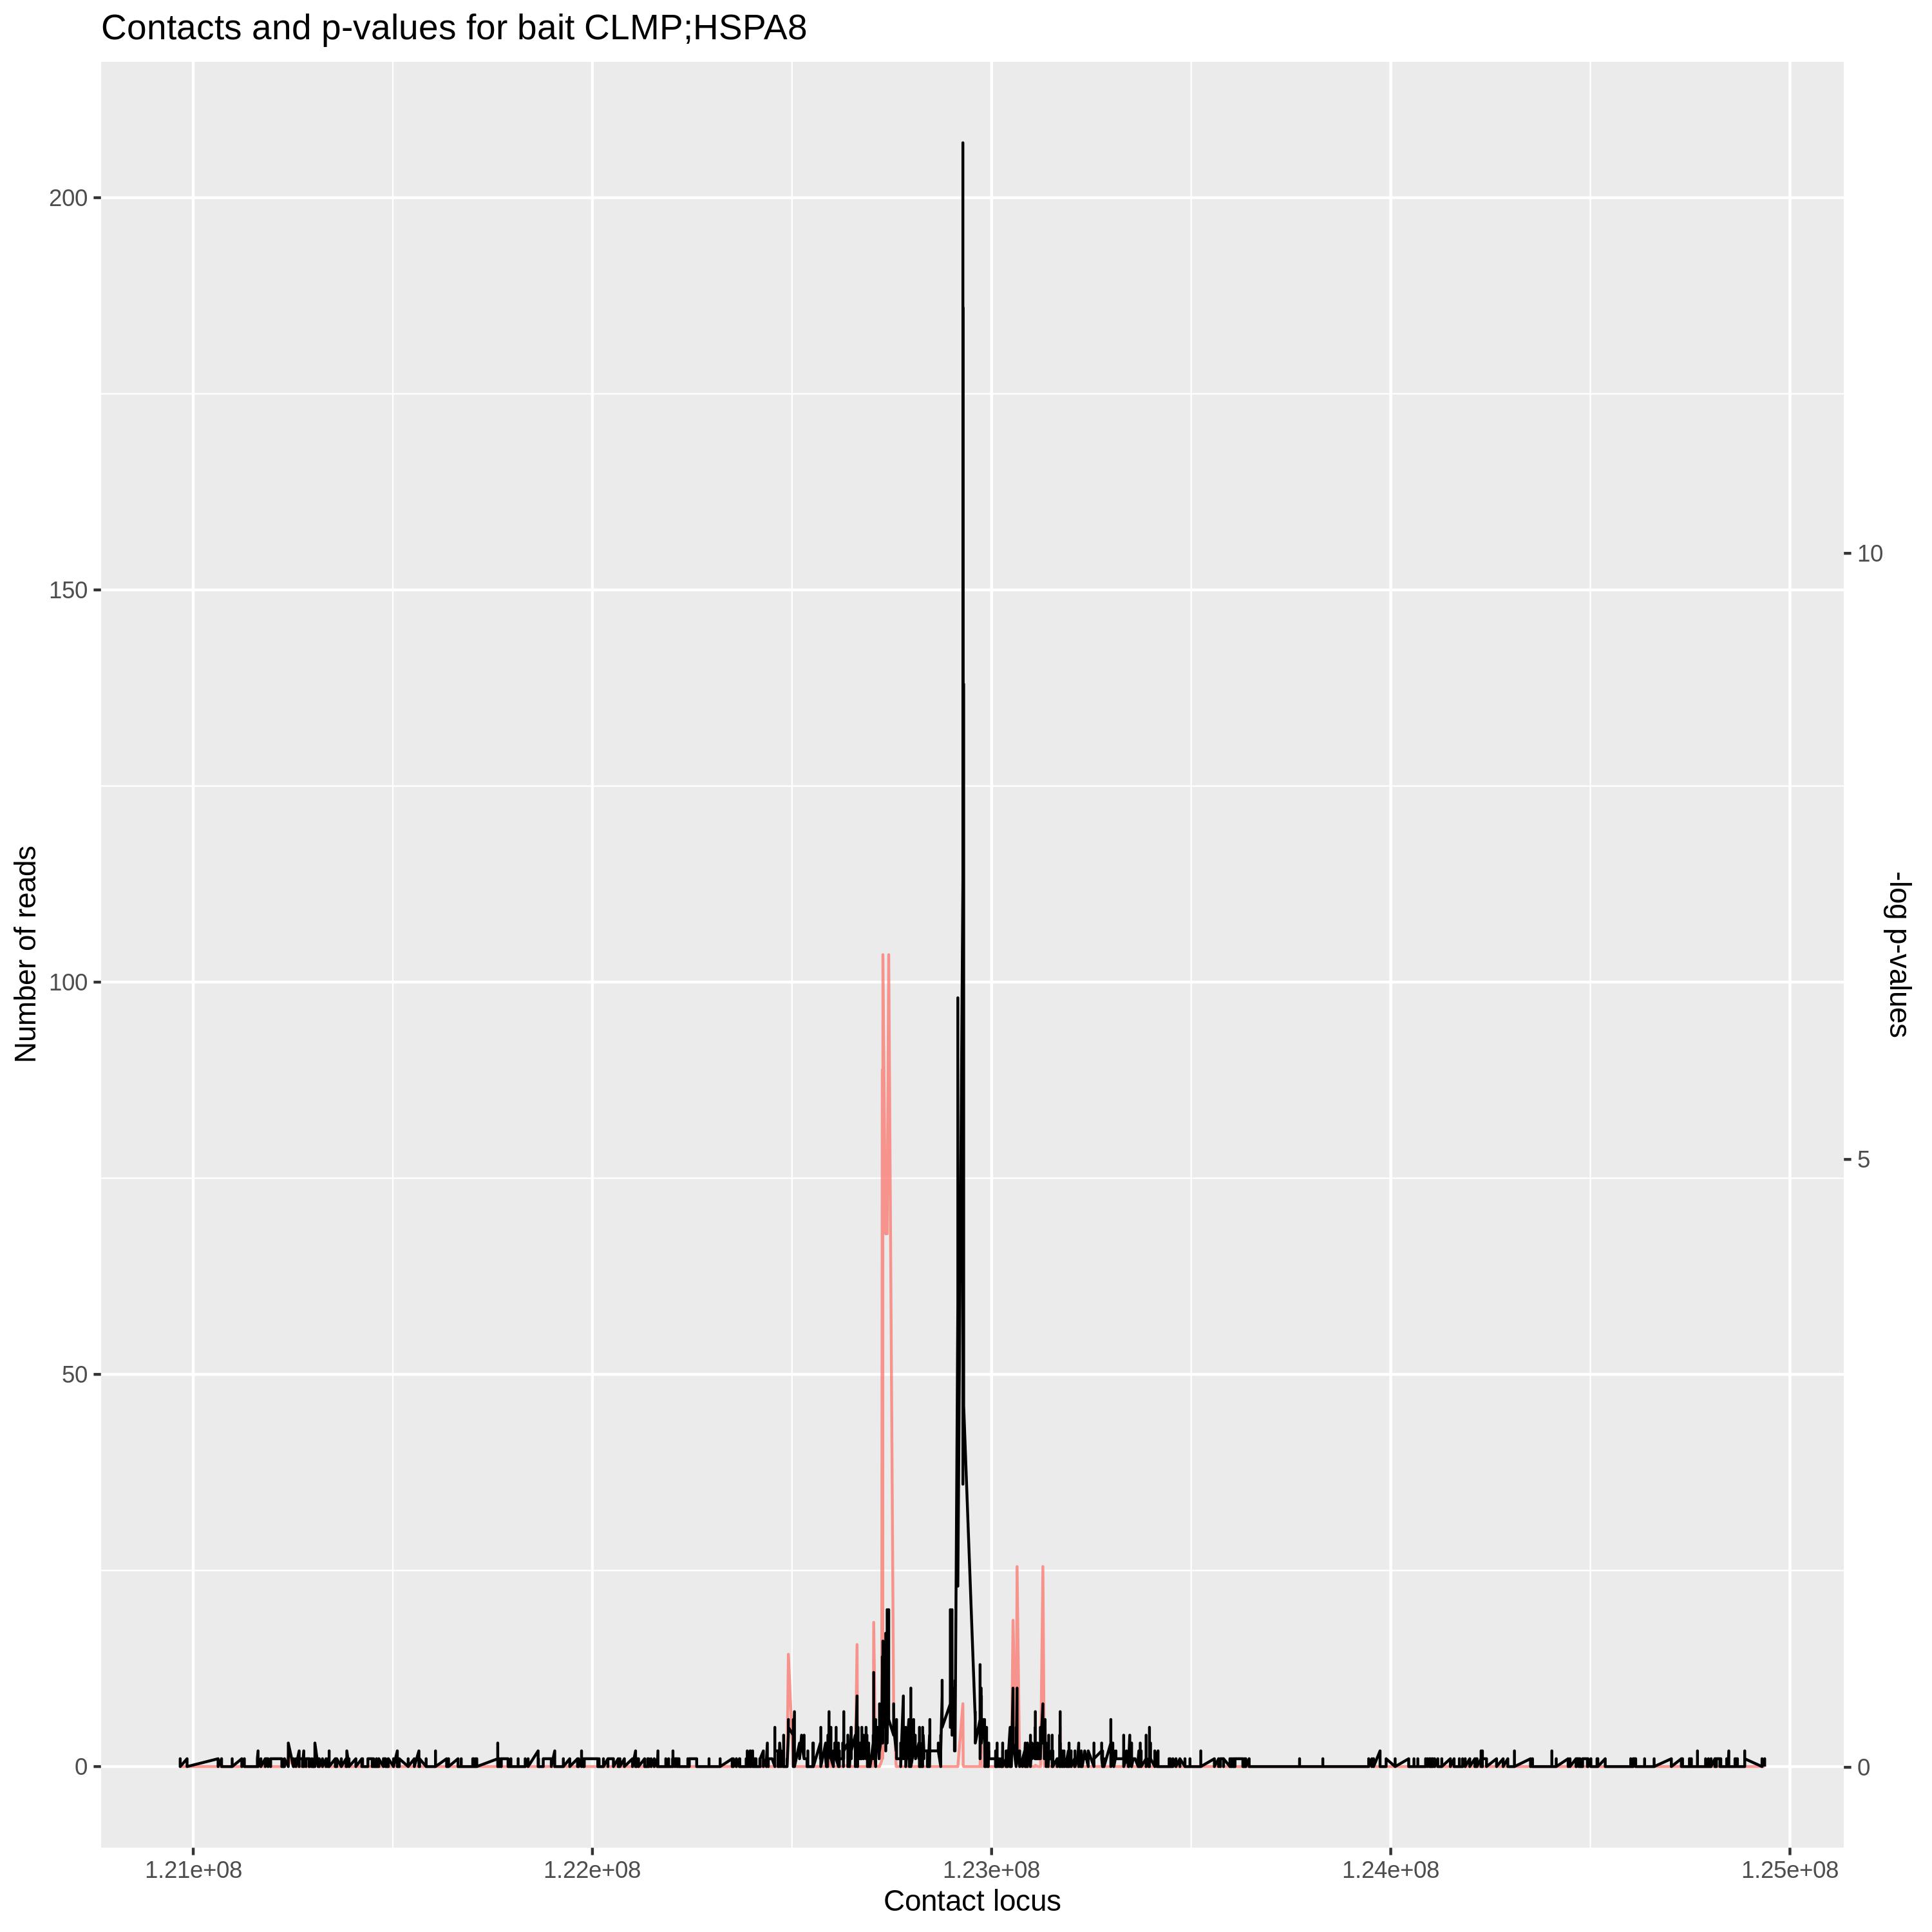 Contacts and p-values for bait CLMP;HSPA8
200
150
100
50
0
Number of reads
10
5
0
-log p-values
1.21e+08
1.22e+08
1.23e+08
1.24e+08
1.25e+08
Contact locus